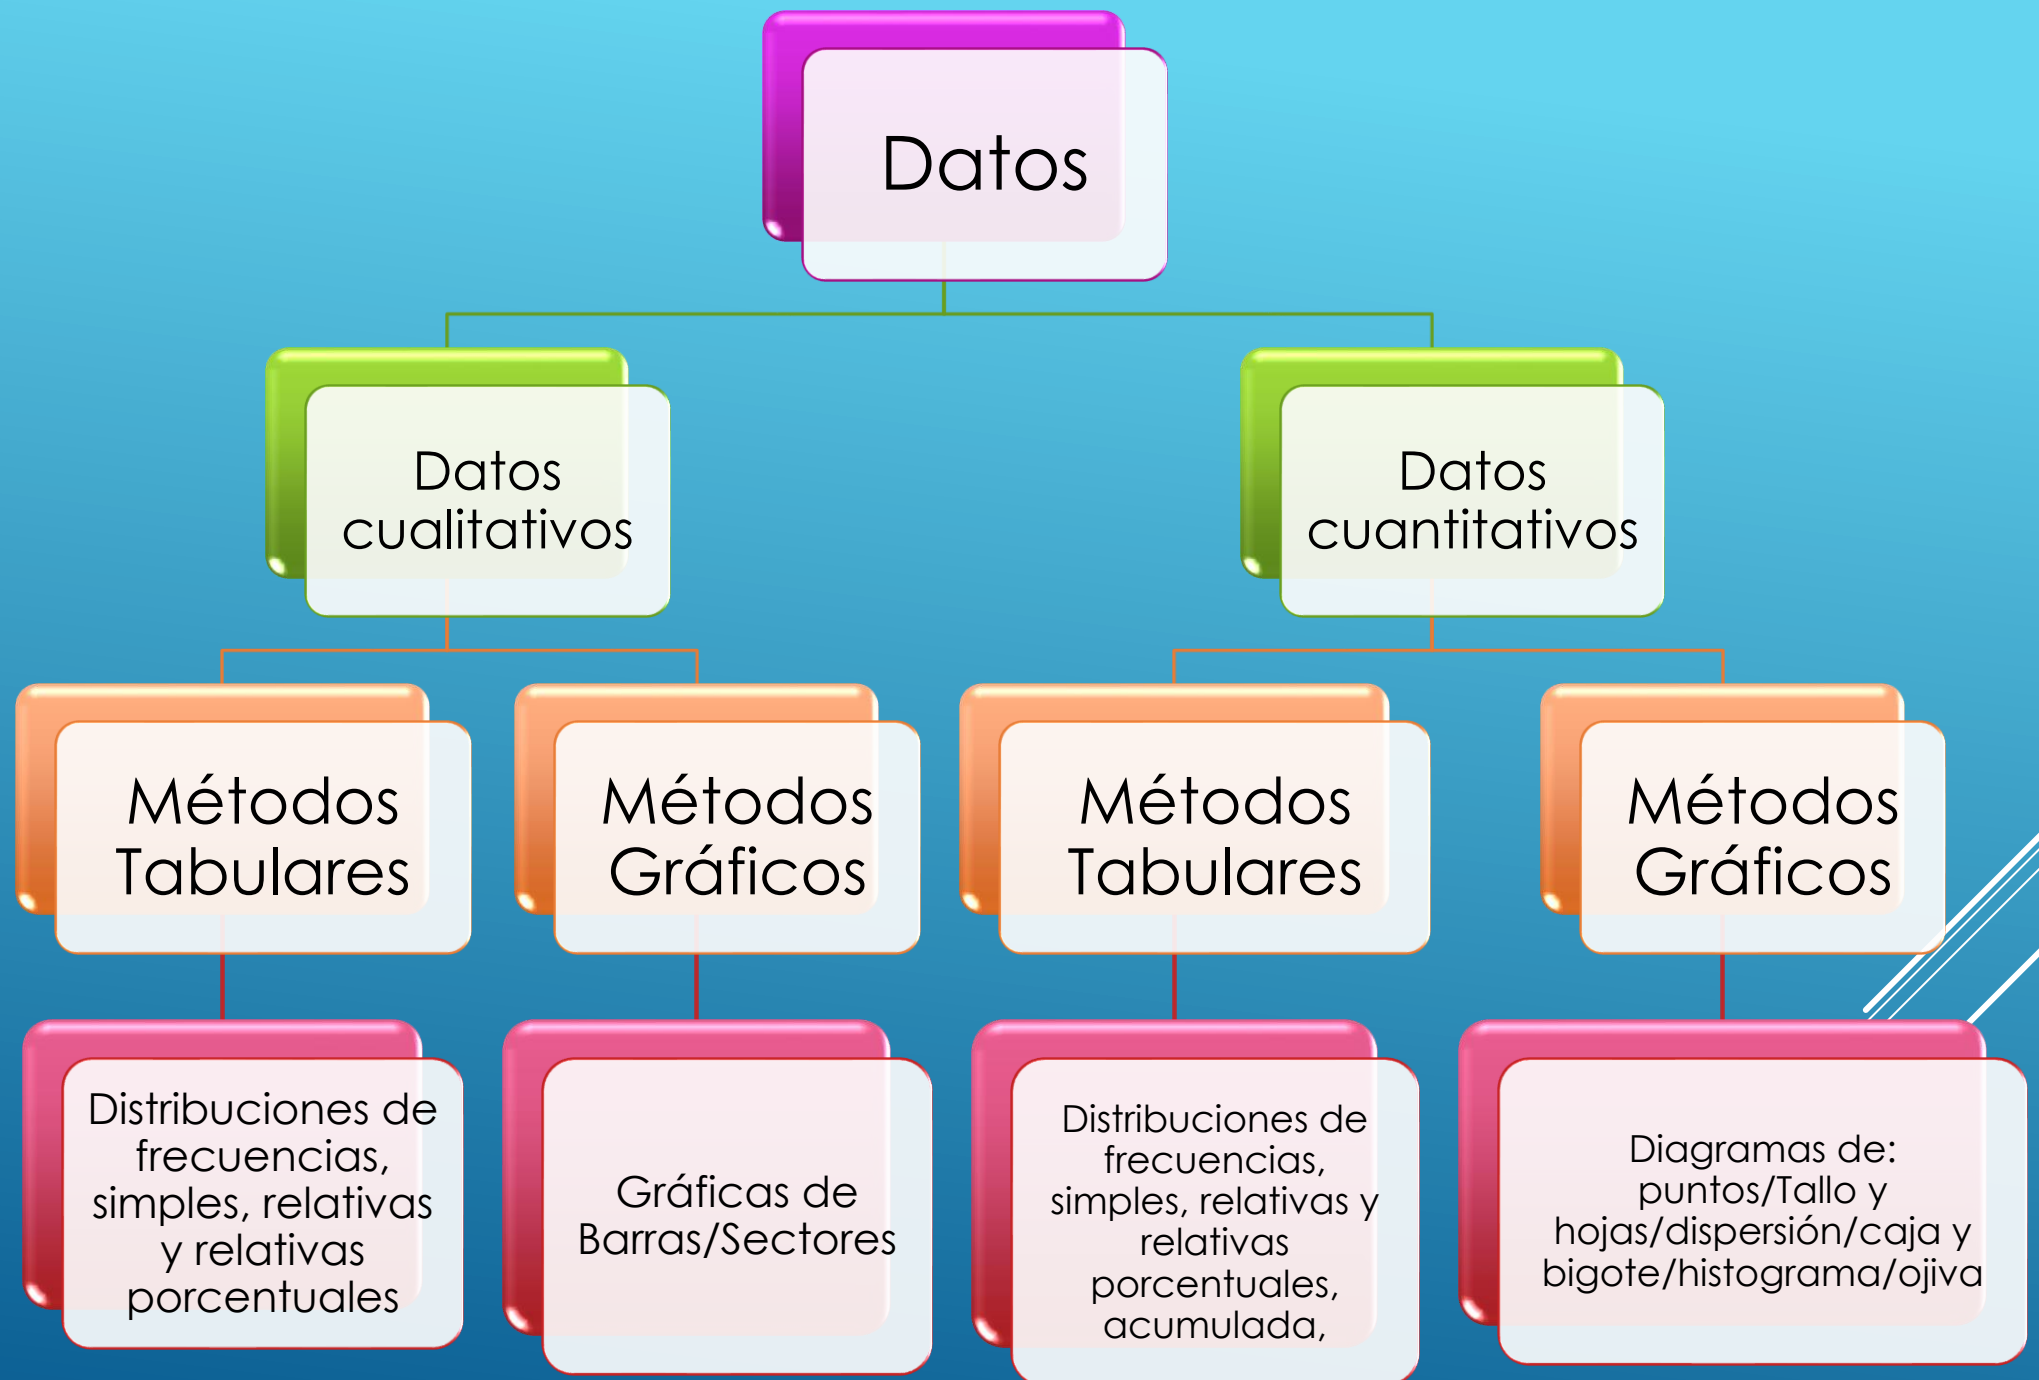 Datos
Datos
cualitativos
Datos
cuantitativos
Métodos
Tabulares
Métodos
Gráficos
Métodos
Tabulares
Métodos
Gráficos
Distribuciones de
frecuencias,
simples, relativas
y relativas
porcentuales
Gráficas de
Barras/Sectores
Distribuciones de
frecuencias,
simples, relativas y
relativas
porcentuales,
acumulada,
Diagramas de:
puntos/Tallo y
hojas/dispersión/caja y
bigote/histograma/ojiva